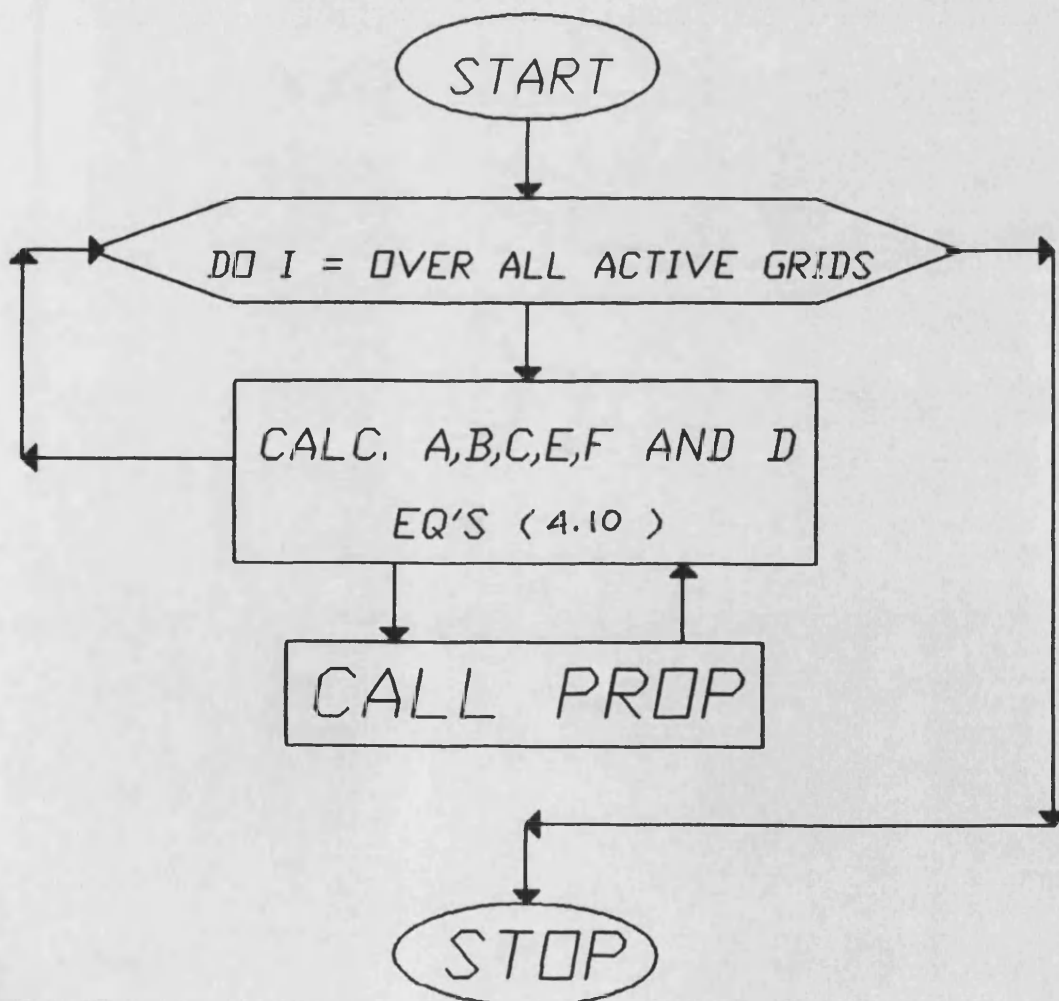 START
DO I = OVER ALL ACTIVE GRIDS
CALC. A,B,C,E,F AND D
EQ'S (4.10 )
CALL PROP
STOP